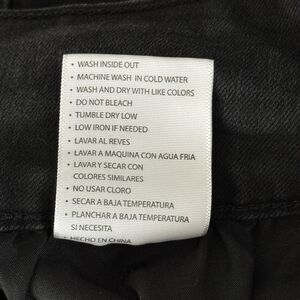 • WASH INSIDE OUT
• MACHINE WASH IN COLD WATER
• WASH AND DRY WITH LIKE COLORS
• DO NOT BLEACH
• TUMBLE DRY LOW
• LOW IRON IF NEEDED
• LAVAR AL REVES
• LAVAR A MAQUINA CON AGUA FRIA
• LAVAR Y SECAR CON
COLORES SIMILARES
• NO USAR CLORO
• SECAR A BAJA TEMPERATURA
• PLANCHAR A BAJA TEMPERATURA
SI NECESITA
• HECHO EN CHINA